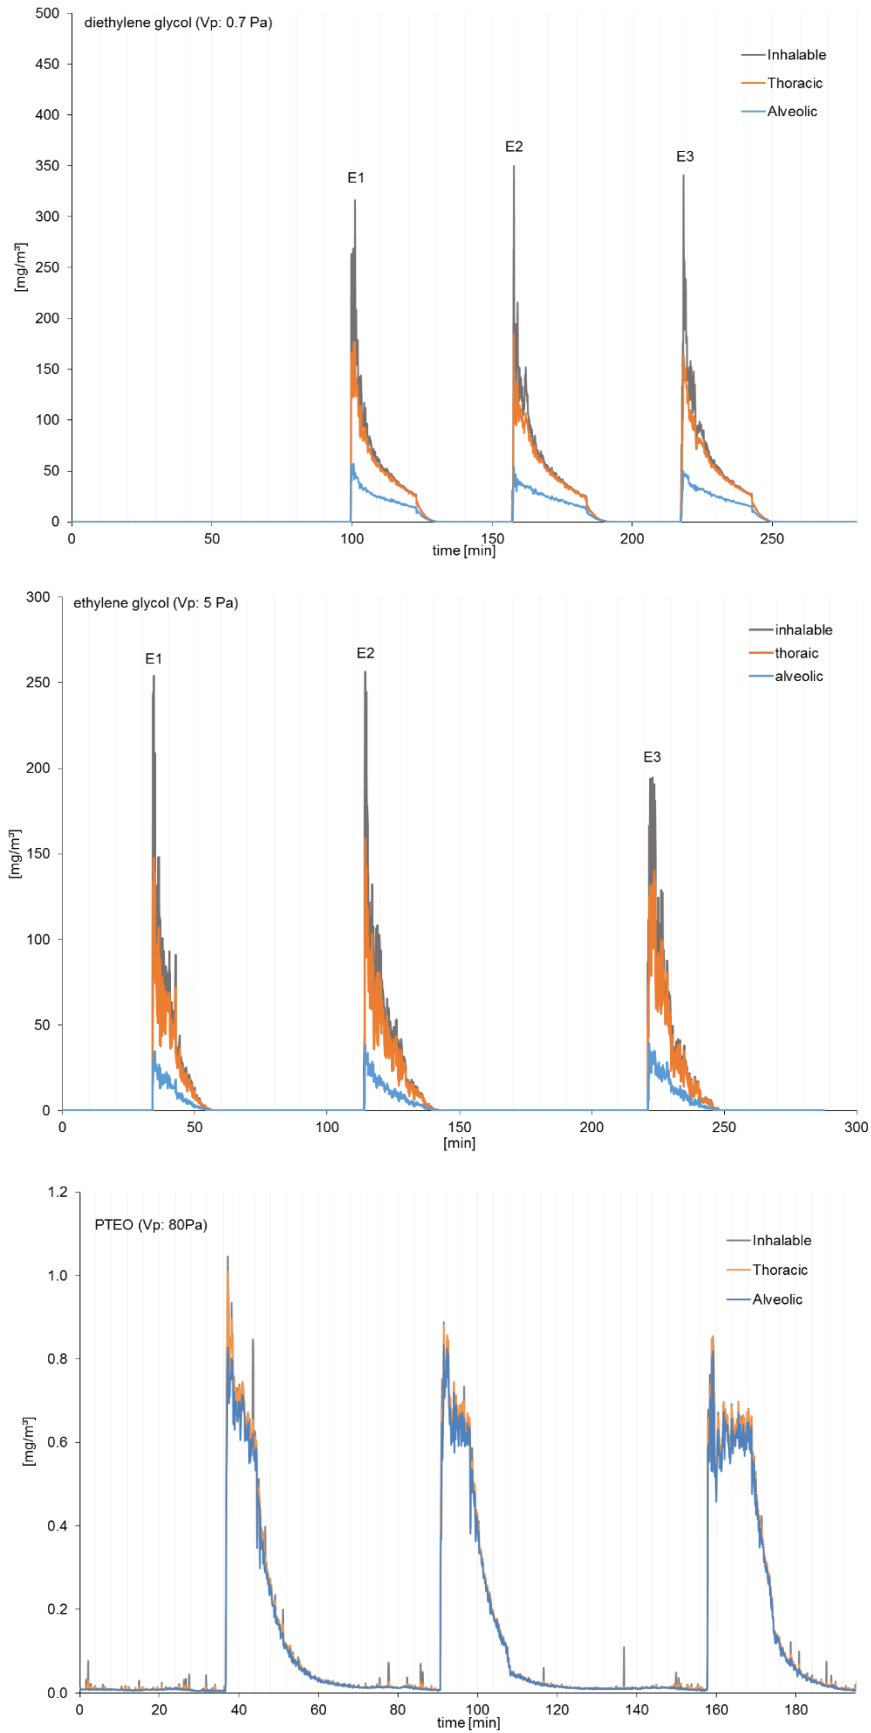 diethylene glycol (Vp: 0.7 Pa)
Inhalable
Thoracic
Alveolic
E1
E2
E3
500
450
400
350
300
250
200
150
100
50
0
[mg/m³]
0 50 100 150 200 250
time [min]
ethylene glycol (Vp: 5 Pa)
inhalable
thoraic
alveolic
E1
E2
E3
300
250
200
150
100
50
0
[mg/m³]
0 50 100 150 200 250 300
[min]
PTEO (Vp: 80Pa)
Inhalable
Thoracic
Alveolic
1.2
1.0
0.8
0.6
0.4
0.2
0.0
[mg/m³]
0 20 40 60 80 100 120 140 160 180
time [min]